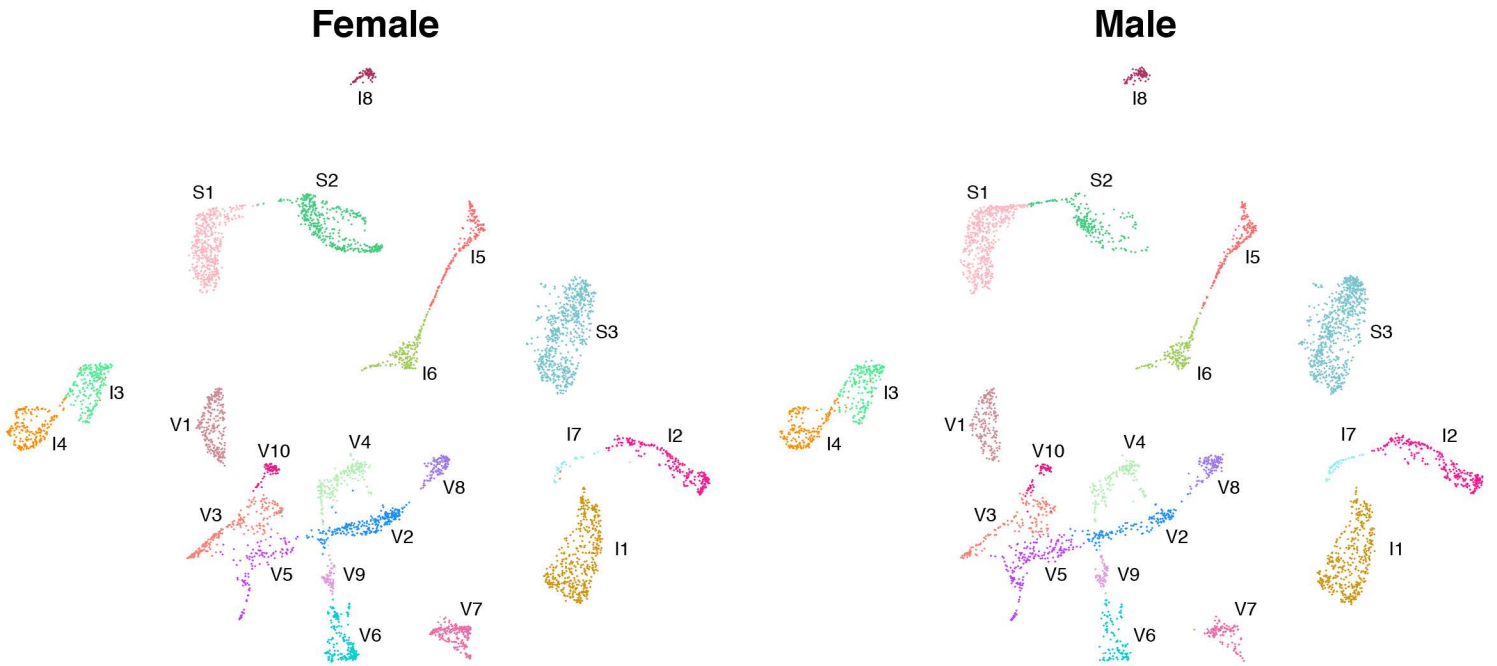 Female
I8
S1
S2
I5
S3
I6
I3
I4
V1
V10
V4
V8
I7
I2
V3
V2
I1
V5
V9
V7
V6
Male
I8
S1
S2
I5
S3
I6
I3
I4
V1
V10
V4
V8
I7
I2
V3
V2
I1
V5
V9
V7
V6